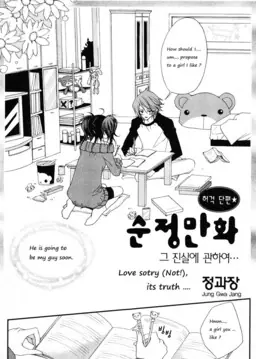 How should I....
um.... propose
to a girl I like ?
허걱 단편★
순정만화
그 진실에 관하여...
Love sotry (Not!),
its truth ....
정과장
Jung Gwa Jang
He is going to
be my guy soon.
Hmm....
a girl
you ..
like ?
빙빙